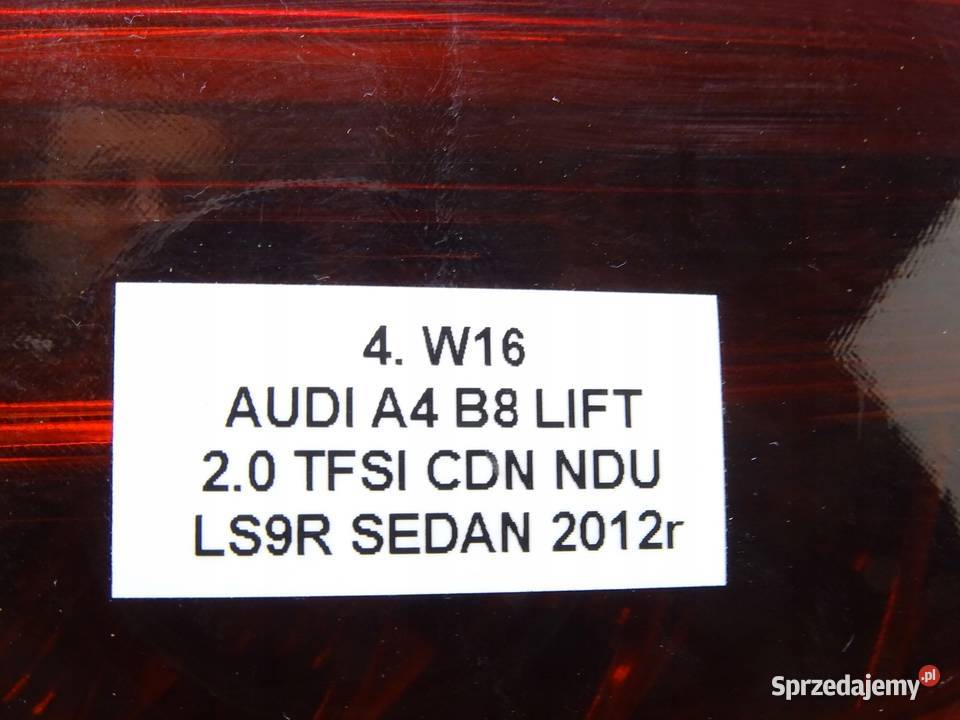 4. W16
AUDI A4 B8 LIFT
2.0 TFSI CDN NDU
LS9R SEDAN 2012r
Sprzedajemy.pl